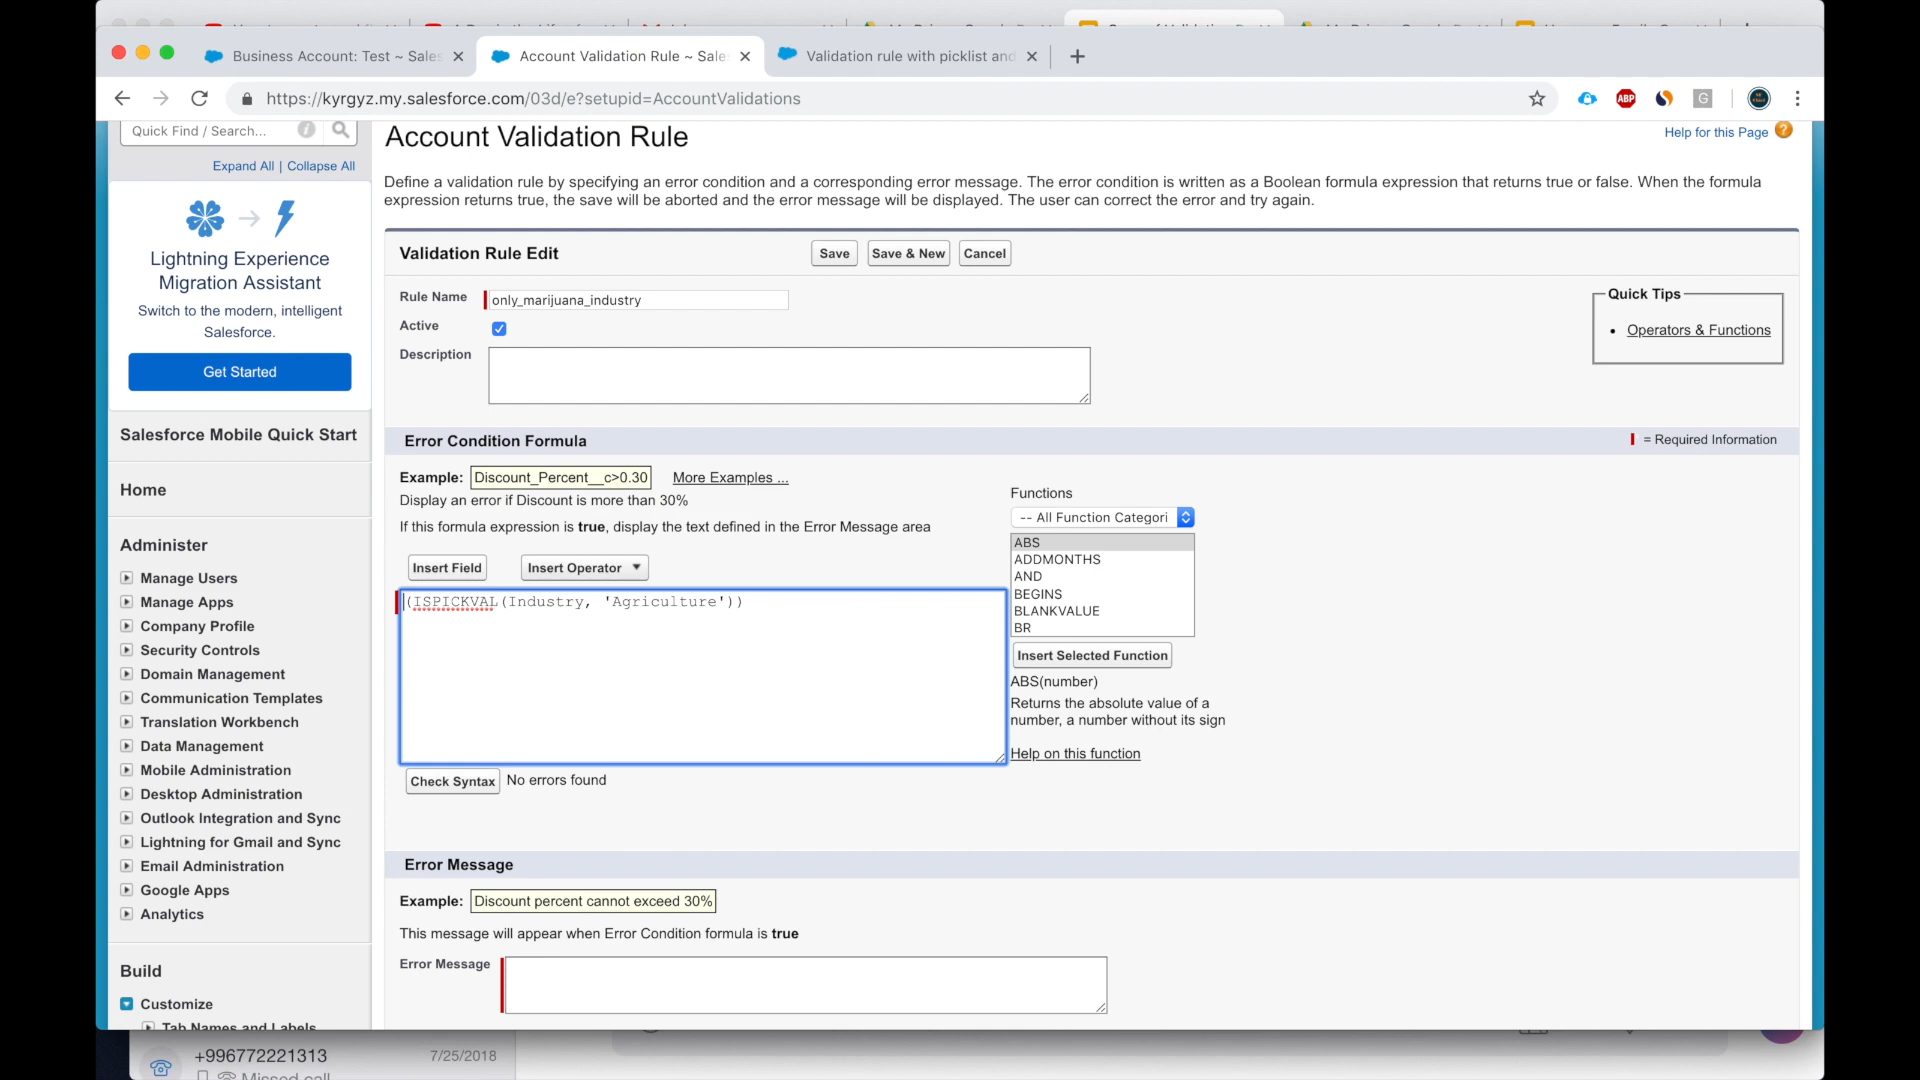 Business Account: Test ~ Sales
Account Validation Rule ~ Sale
Validation rule with picklist and
https://kyrgyz.my.salesforce.com/03d/e?setupid=AccountValidations
ABP
G
Quick Find / Search...
Expand All | Collapse All
Lightning Experience
Migration Assistant
Switch to the modern, intelligent
Salesforce.
Get Started
Salesforce Mobile Quick Start
Home
Administer
Manage Users
Manage Apps
Company Profile
Security Controls
Domain Management
Communication Templates
Translation Workbench
Data Management
Mobile Administration
Desktop Administration
Outlook Integration and Sync
Lightning for Gmail and Sync
Email Administration
Google Apps
Analytics
Build
Customize
Tab Names and Labels
Account Validation Rule
Help for this Page
Define a validation rule by specifying an error condition and a corresponding error message. The error condition is written as a Boolean formula expression that returns true or false. When the formula
expression returns true, the save will be aborted and the error message will be displayed. The user can correct the error and try again.
Validation Rule Edit
Save
Save & New
Cancel
Rule Name
only_marijuana_industry
Active
Description
Quick Tips
Operators & Functions
Error Condition Formula
= Required Information
Example: Discount_Percent__c>0.30 More Examples ...
Display an error if Discount is more than 30%
If this formula expression is true, display the text defined in the Error Message area
Insert Field
Insert Operator
(ISPICKVAL(Industry, 'Agriculture'))
Functions
-- All Function Categori
ABS
ADDMONTHS
AND
BEGINS
BLANKVALUE
BR
Insert Selected Function
ABS(number)
Returns the absolute value of a
number, a number without its sign
Help on this function
Check Syntax
No errors found
Error Message
Example: Discount percent cannot exceed 30%
This message will appear when Error Condition formula is true
Error Message
+996772221313
7/25/2018
Missed call